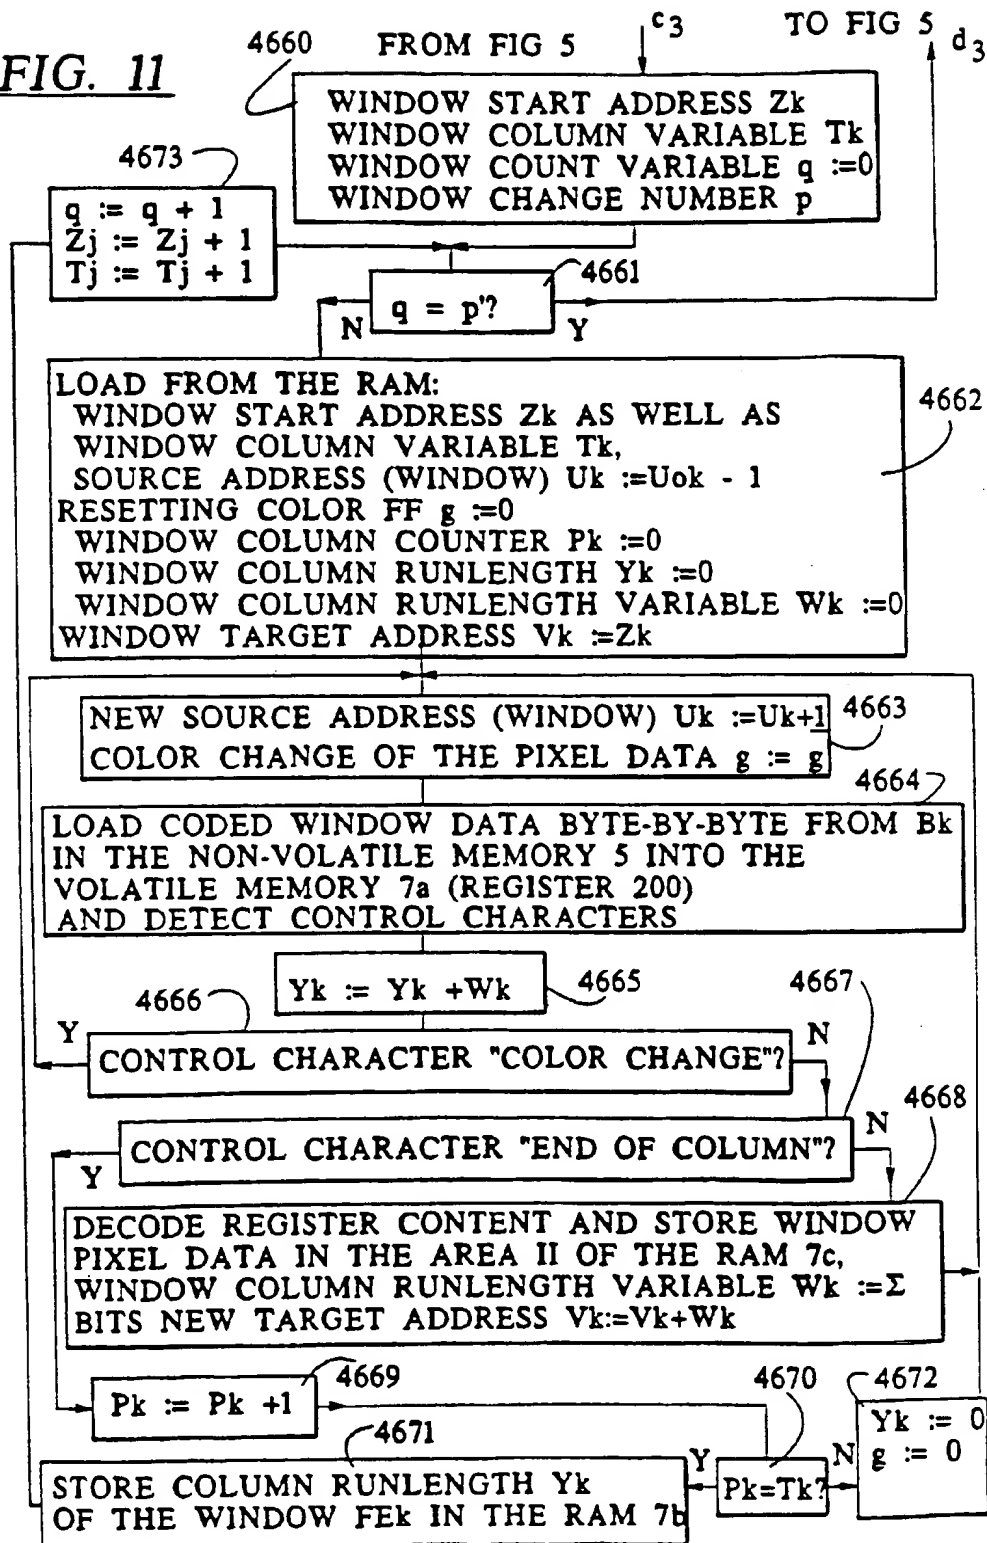 FIG. 11
4660
FROM FIG 5
c3
TO FIG 5
d3
WINDOW START ADDRESS Zk
WINDOW COLUMN VARIABLE Tk
WINDOW COUNT VARIABLE q :=0
WINDOW CHANGE NUMBER p
4673
q := q + 1
Zj := Zj + 1
Tj := Tj + 1
4661
q = p'?
N
Y
4662
LOAD FROM THE RAM:
WINDOW START ADDRESS Zk AS WELL AS
WINDOW COLUMN VARIABLE Tk,
SOURCE ADDRESS (WINDOW) Uk :=Uok - 1
RESETTING COLOR FF g :=0
WINDOW COLUMN COUNTER Pk :=0
WINDOW COLUMN RUNLENGTH Yk :=0
WINDOW COLUMN RUNLENGTH VARIABLE Wk :=0
WINDOW TARGET ADDRESS Vk :=Zk
NEW SOURCE ADDRESS (WINDOW) Uk :=Uk+1
COLOR CHANGE OF THE PIXEL DATA g := g̅
4663
4664
LOAD CODED WINDOW DATA BYTE-BY-BYTE FROM Bk
IN THE NON-VOLATILE MEMORY 5 INTO THE
VOLATILE MEMORY 7a (REGISTER 200)
AND DETECT CONTROL CHARACTERS
Yk := Yk +Wk
4665
4666
4667
Y
CONTROL CHARACTER "COLOR CHANGE"?
N
4668
CONTROL CHARACTER "END OF COLUMN"?
N
Y
DECODE REGISTER CONTENT AND STORE WINDOW
PIXEL DATA IN THE AREA II OF THE RAM 7c,
WINDOW COLUMN RUNLENGTH VARIABLE Wk :=Σ
BITS NEW TARGET ADDRESS Vk:=Vk+Wk
4669
Pk := Pk +1
4670
4672
Yk := 0
g := 0
4671
Y
Pk=Tk?
N
STORE COLUMN RUNLENGTH Yk
OF THE WINDOW FEk IN THE RAM 7b